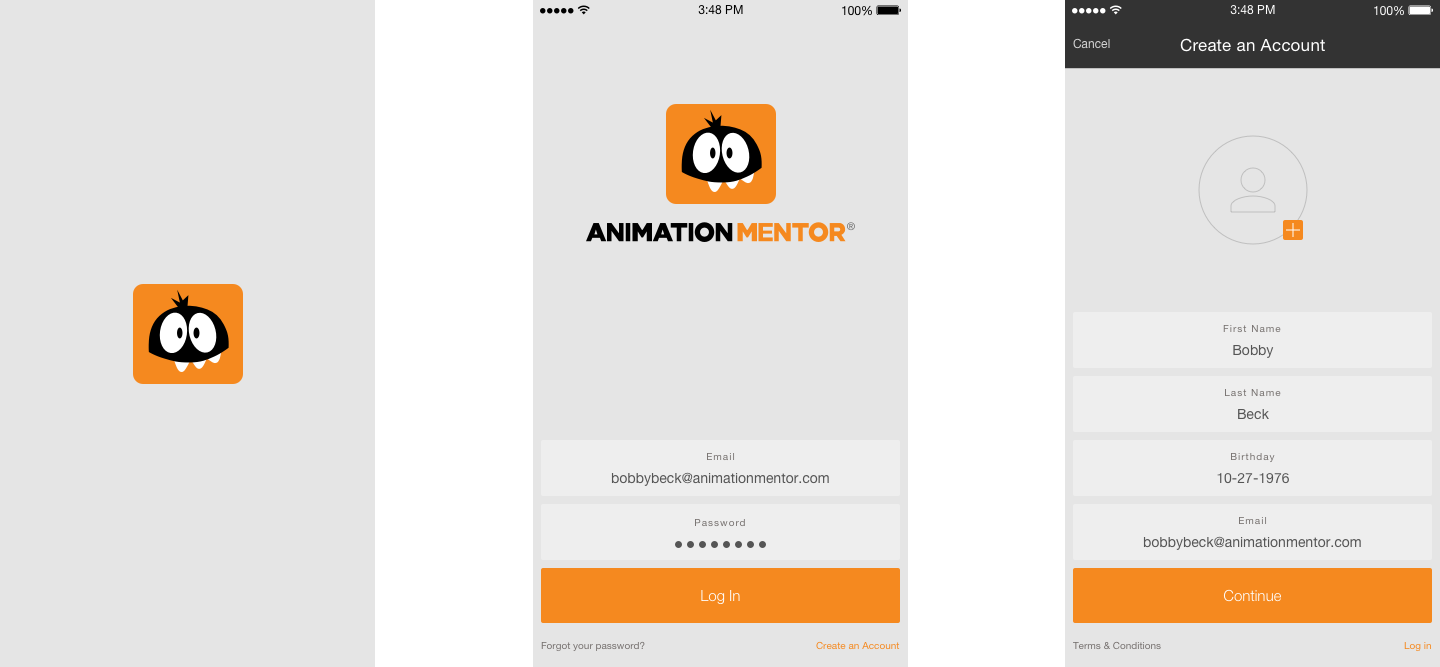 3:48 PM
100%
ANIMATION MENTOR®
Email
bobbybeck@animationmentor.com
Password
Log In
Forgot your password?
Create an Account
3:48 PM
100%
Cancel
Create an Account
First Name
Bobby
Last Name
Beck
Birthday
10-27-1976
Email
bobbybeck@animationmentor.com
Continue
Terms & Conditions
Log in